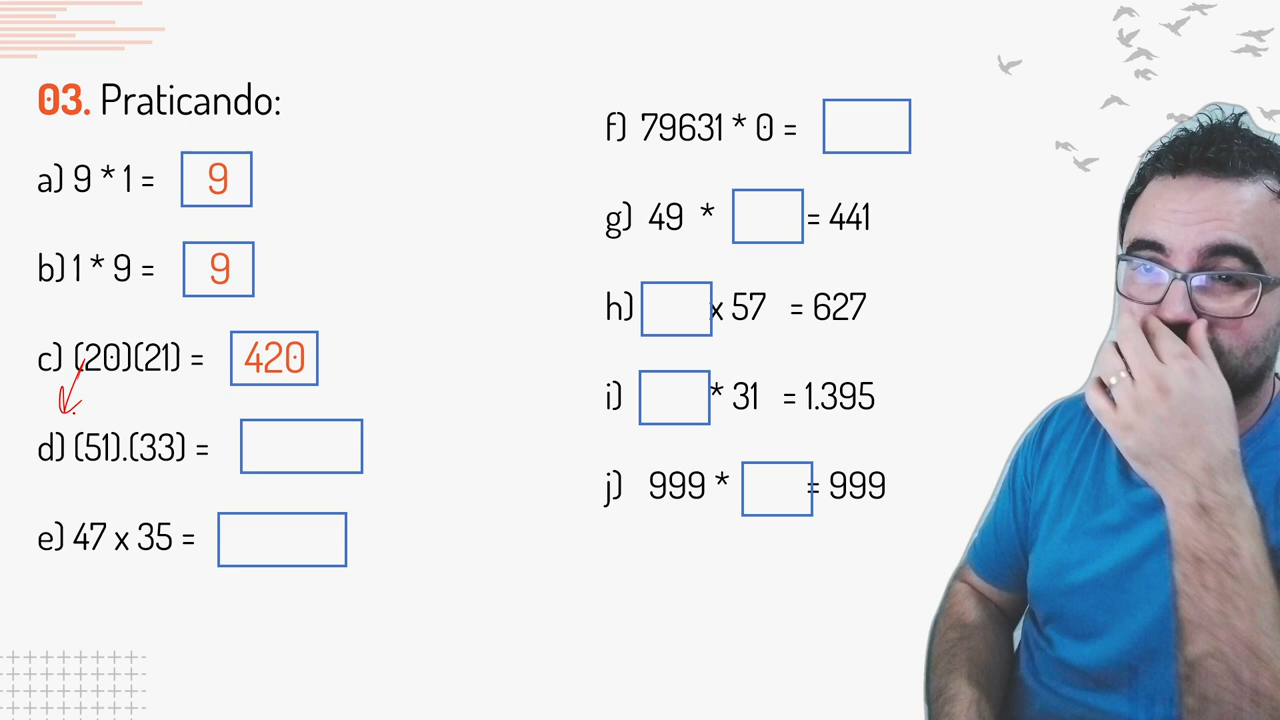 03. Praticando:
a) 9 * 1 = 9
b) 1 * 9 = 9
c) (20)(21) = 420
d) (51).(33) =
e) 47 x 35 =
f) 79631 * 0 =
g) 49 * = 441
h) x 57 = 627
i) * 31 = 1.395
j) 999 * = 999